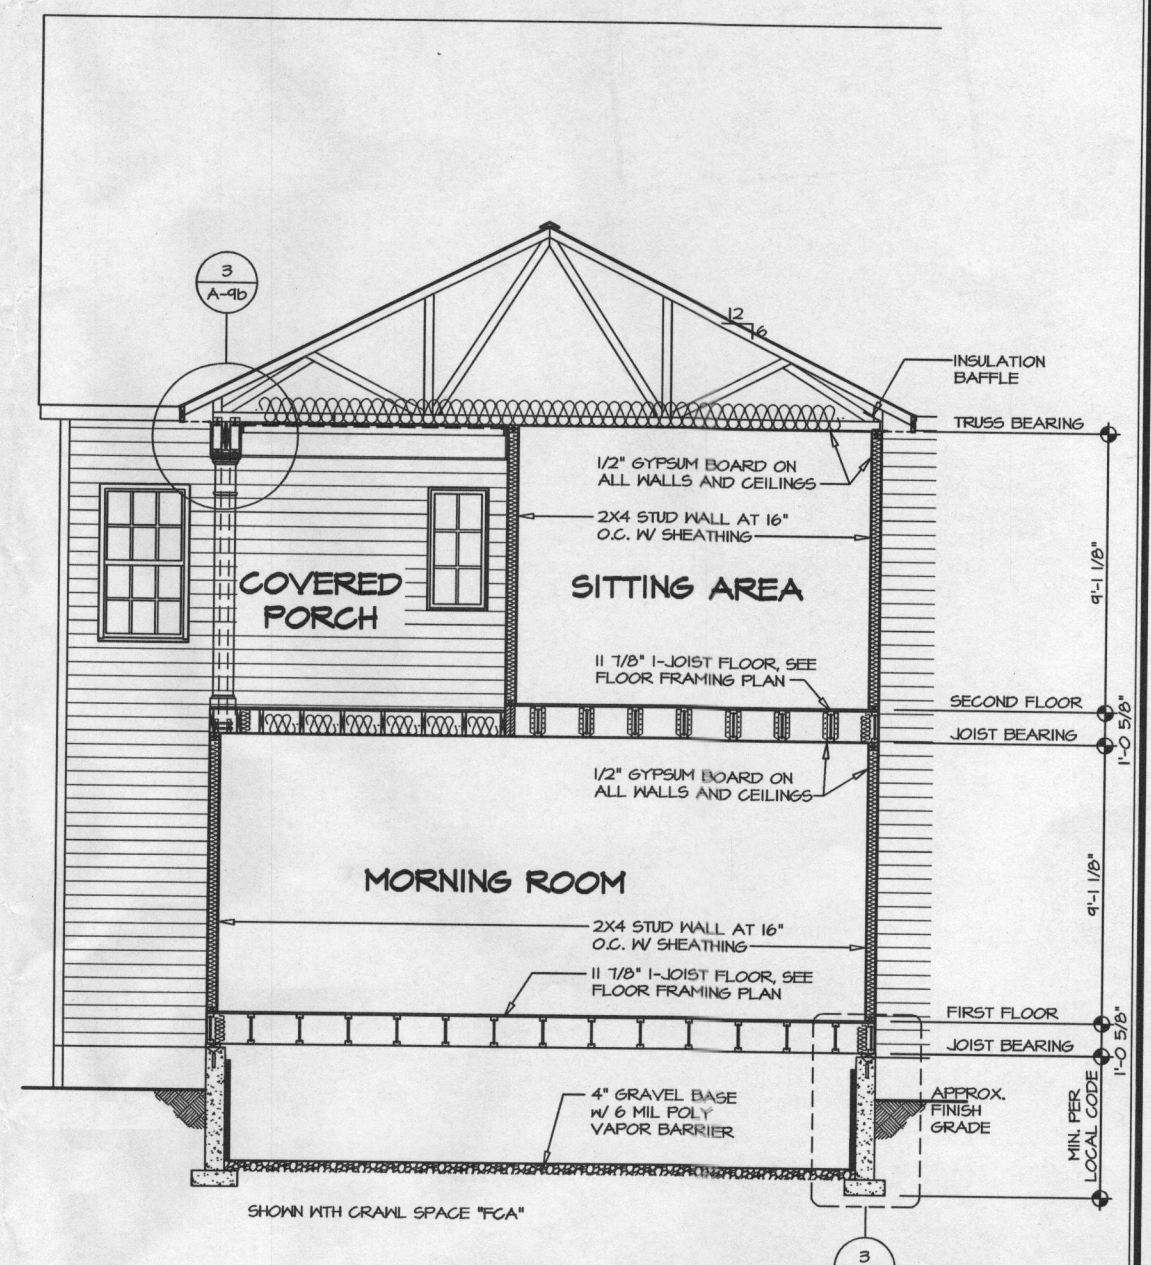 3
A-9b
12
6
INSULATION
BAFFLE
TRUSS BEARING
1/2" GYPSUM BOARD ON
ALL WALLS AND CEILINGS
2X4 STUD WALL AT 16"
O.C. W/ SHEATHING
9'-1 1/8"
COVERED
PORCH
SITTING AREA
11 7/8" I-JOIST FLOOR, SEE
FLOOR FRAMING PLAN
SECOND FLOOR
JOIST BEARING
1'-0 5/8"
1/2" GYPSUM BOARD ON
ALL WALLS AND CEILINGS
MORNING ROOM
9'-1 1/8"
2X4 STUD WALL AT 16"
O.C. W/ SHEATHING
11 7/8" I-JOIST FLOOR, SEE
FLOOR FRAMING PLAN
FIRST FLOOR
JOIST BEARING
1'-0 5/8"
4" GRAVEL BASE
W/ 6 MIL POLY
VAPOR BARRIER
APPROX.
FINISH
GRADE
MIN. PER
LOCAL CODE
SHOWN WTH CRAWL SPACE "FCA"
3